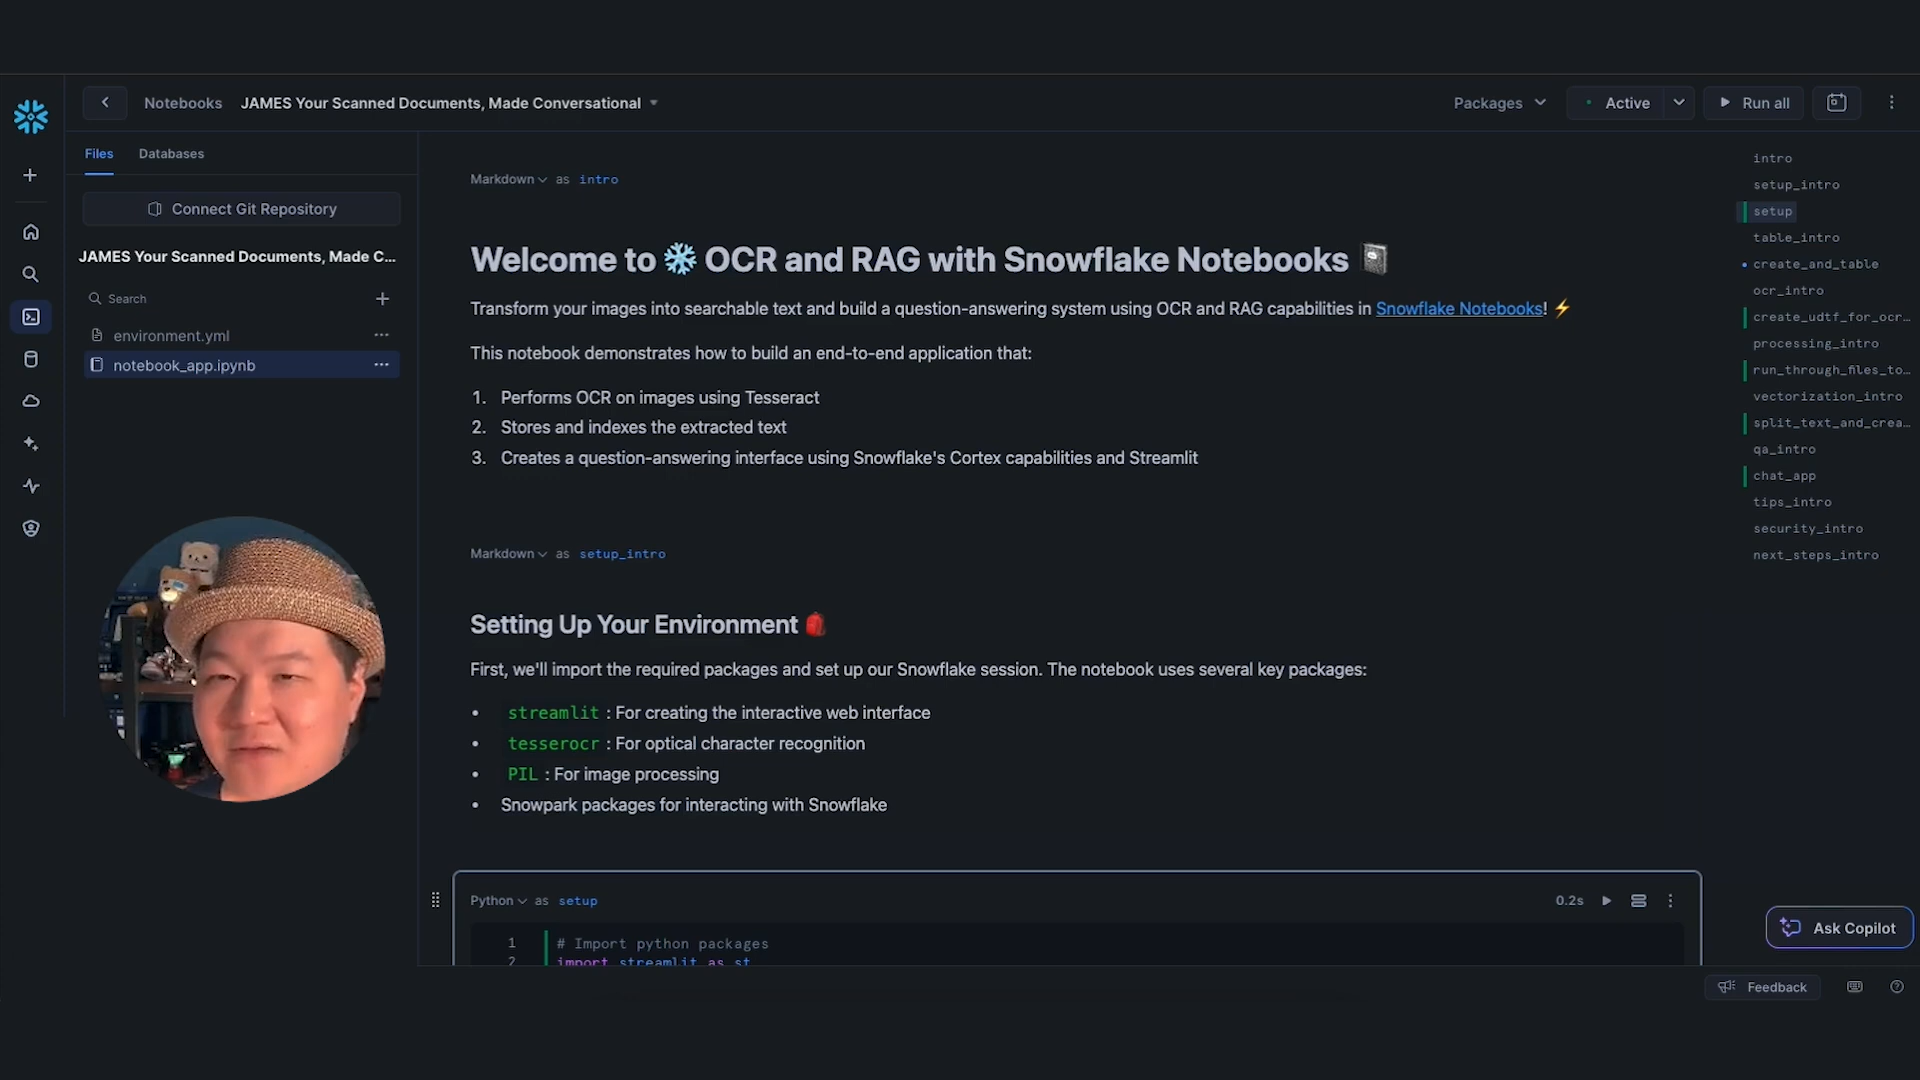 Notebooks JAMES Your Scanned Documents, Made Conversational
Packages Active Run all
Files Databases
Connect Git Repository
JAMES Your Scanned Documents, Made C...
Search
environment.yml
notebook_app.ipynb
Markdown as intro
Welcome to ❄️ OCR and RAG with Snowflake Notebooks 📓
Transform your images into searchable text and build a question-answering system using OCR and RAG capabilities in Snowflake Notebooks! ⚡
This notebook demonstrates how to build an end-to-end application that:
1. Performs OCR on images using Tesseract
2. Stores and indexes the extracted text
3. Creates a question-answering interface using Snowflake's Cortex capabilities and Streamlit
Markdown as setup_intro
Setting Up Your Environment 🎒
First, we'll import the required packages and set up our Snowflake session. The notebook uses several key packages:
• streamlit : For creating the interactive web interface
• tesserocr : For optical character recognition
• PIL : For image processing
• Snowpark packages for interacting with Snowflake
Python as setup
0.2s
1 # Import python packages
2 import streamlit as st
intro
setup_intro
setup
table_intro
create_and_table
ocr_intro
create_udtf_for_ocr...
processing_intro
run_through_files_to...
vectorization_intro
split_text_and_crea...
qa_intro
chat_app
tips_intro
security_intro
next_steps_intro
Ask Copilot
Feedback